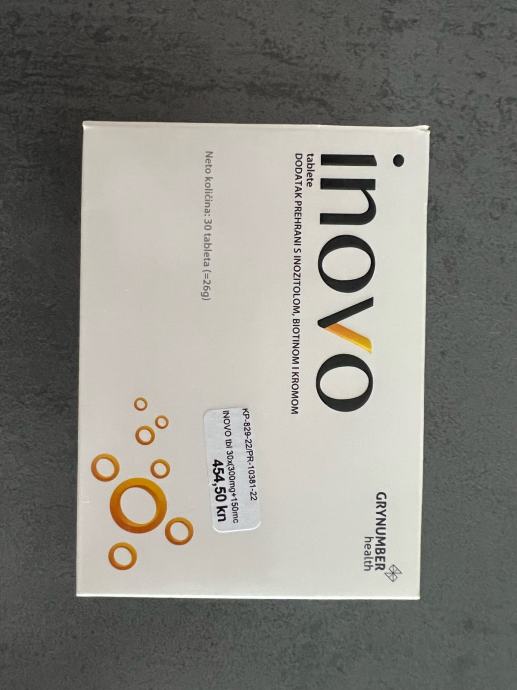 inovo
tablete
DODATAK PREHRANI S INOZITOLOM, BIOTINOM I KROMOM
Neto količina: 30 tableta (=26g)
GRYNUMBER
health
KP-829-22/PR-10381-22
INOVO tbl 30x(300mg+150mc
454,50 kn